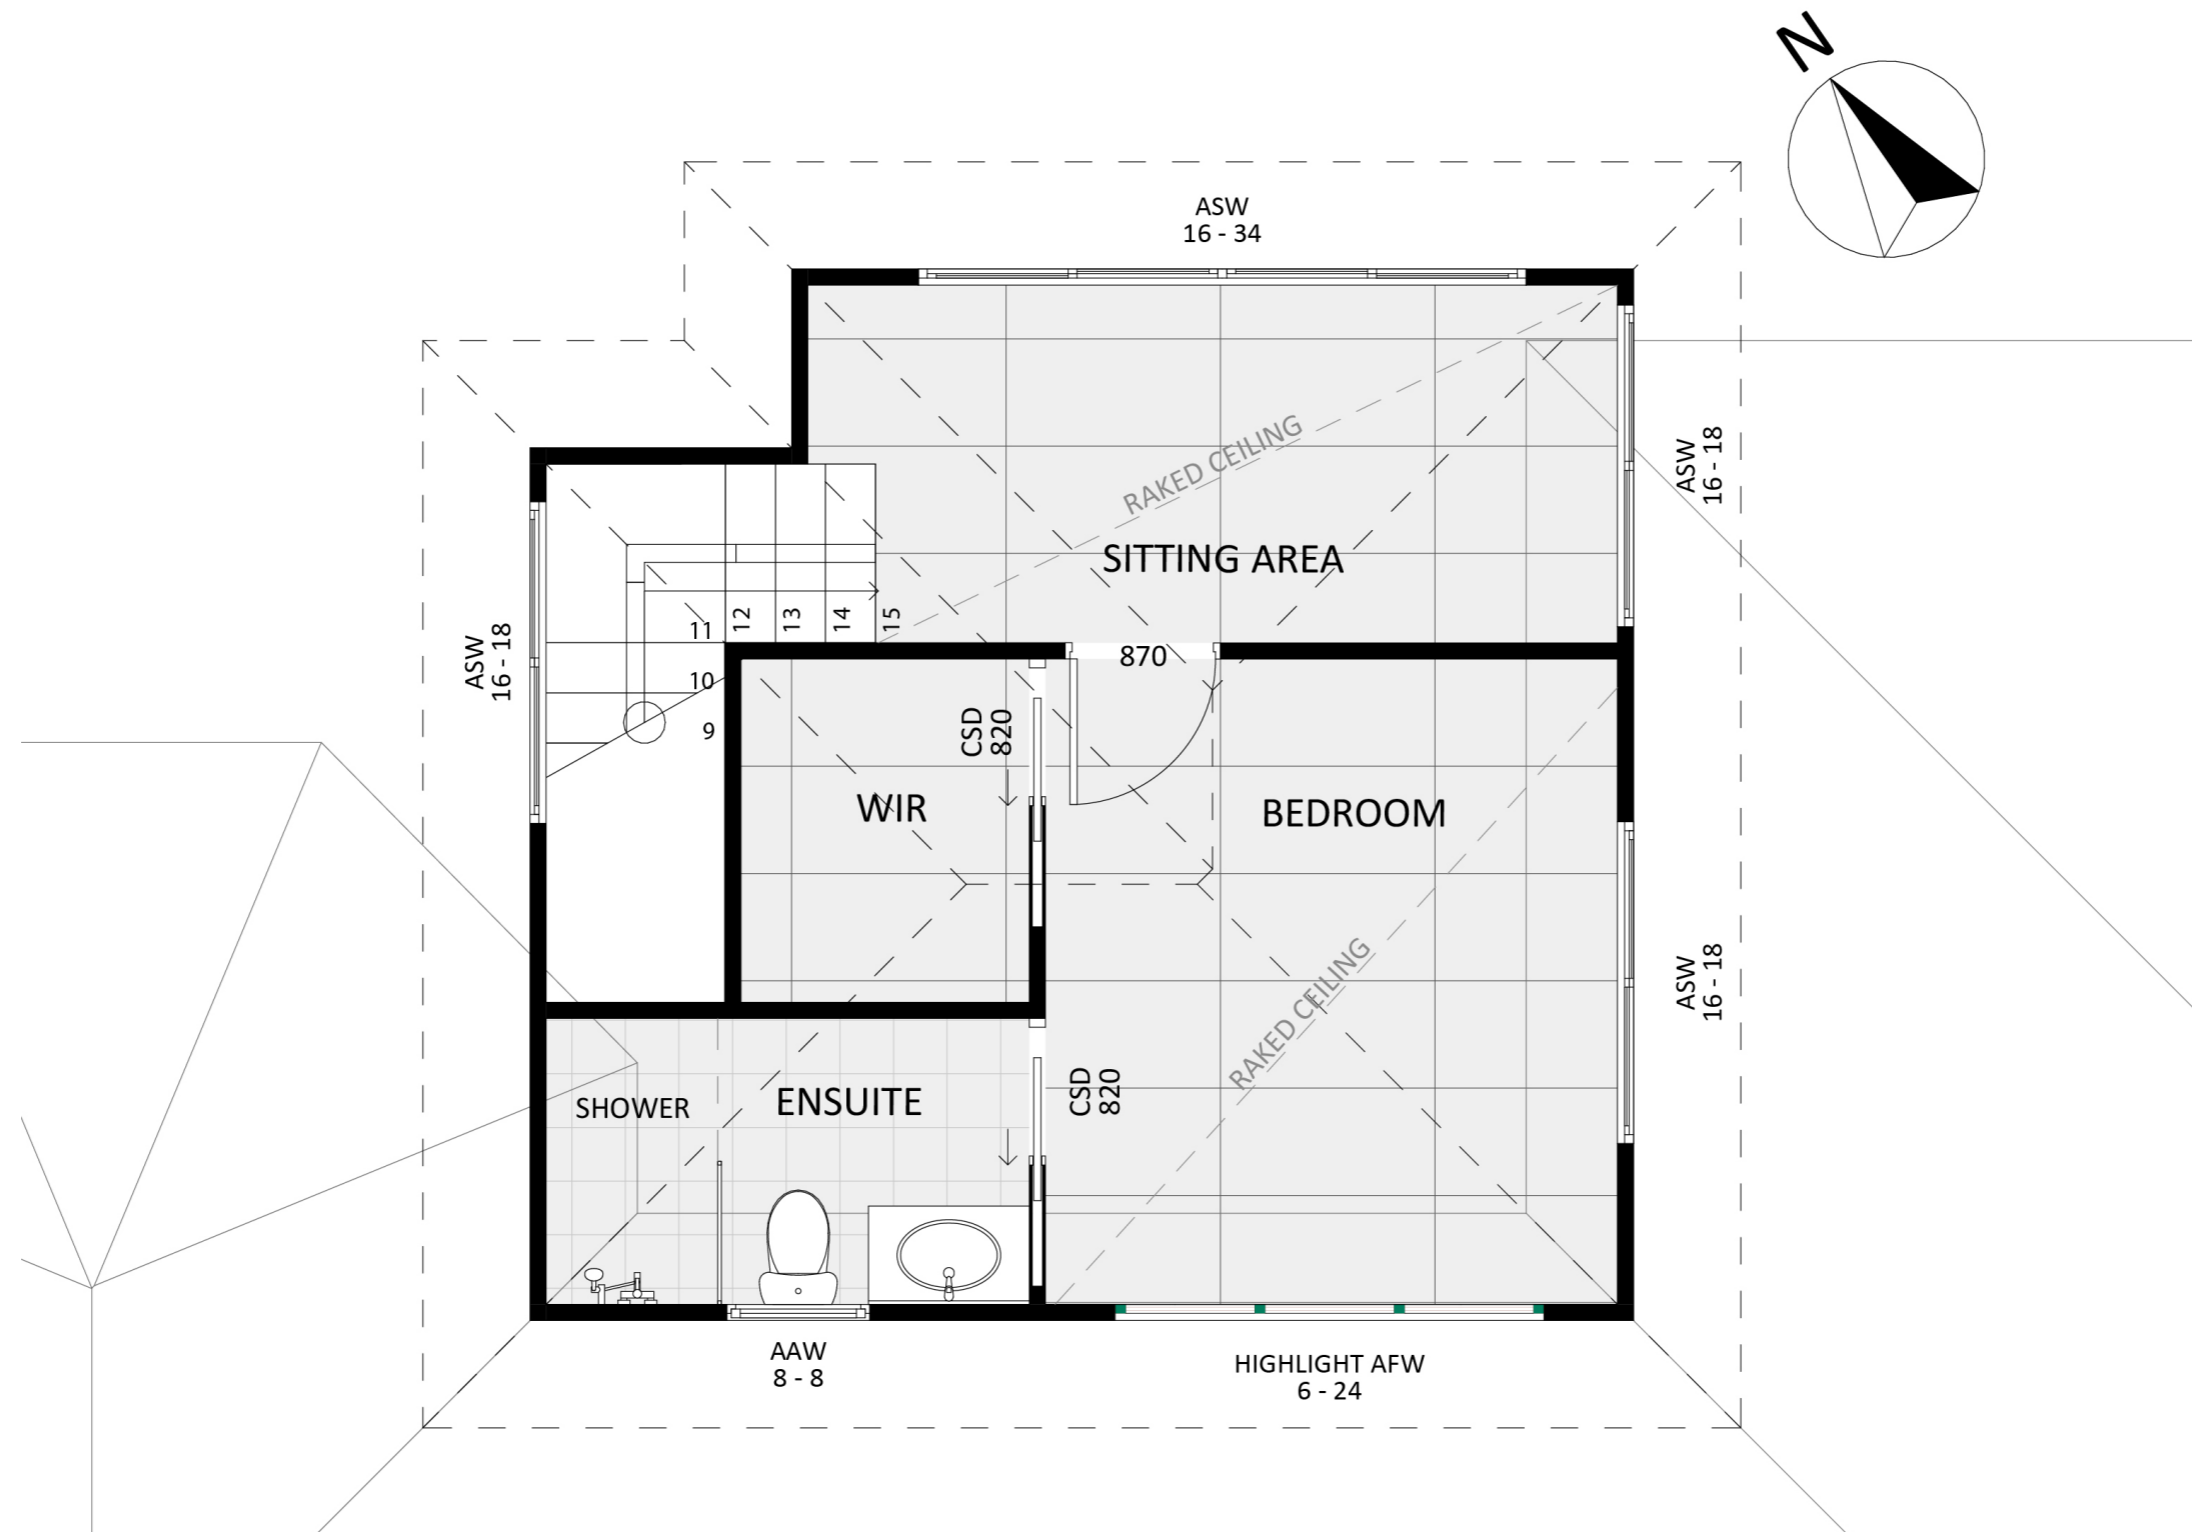 N
ASW
16 - 34
RAKED CEILING
ASW
16 - 18
SITTING AREA
ASW
16 - 18
11
12
13
14
15
10
9
870
CSD
820
WIR
BEDROOM
RAKED CEILING
ASW
16 - 18
SHOWER
ENSUITE
CSD
820
AAW
8 - 8
HIGHLIGHT AFW
6 - 24